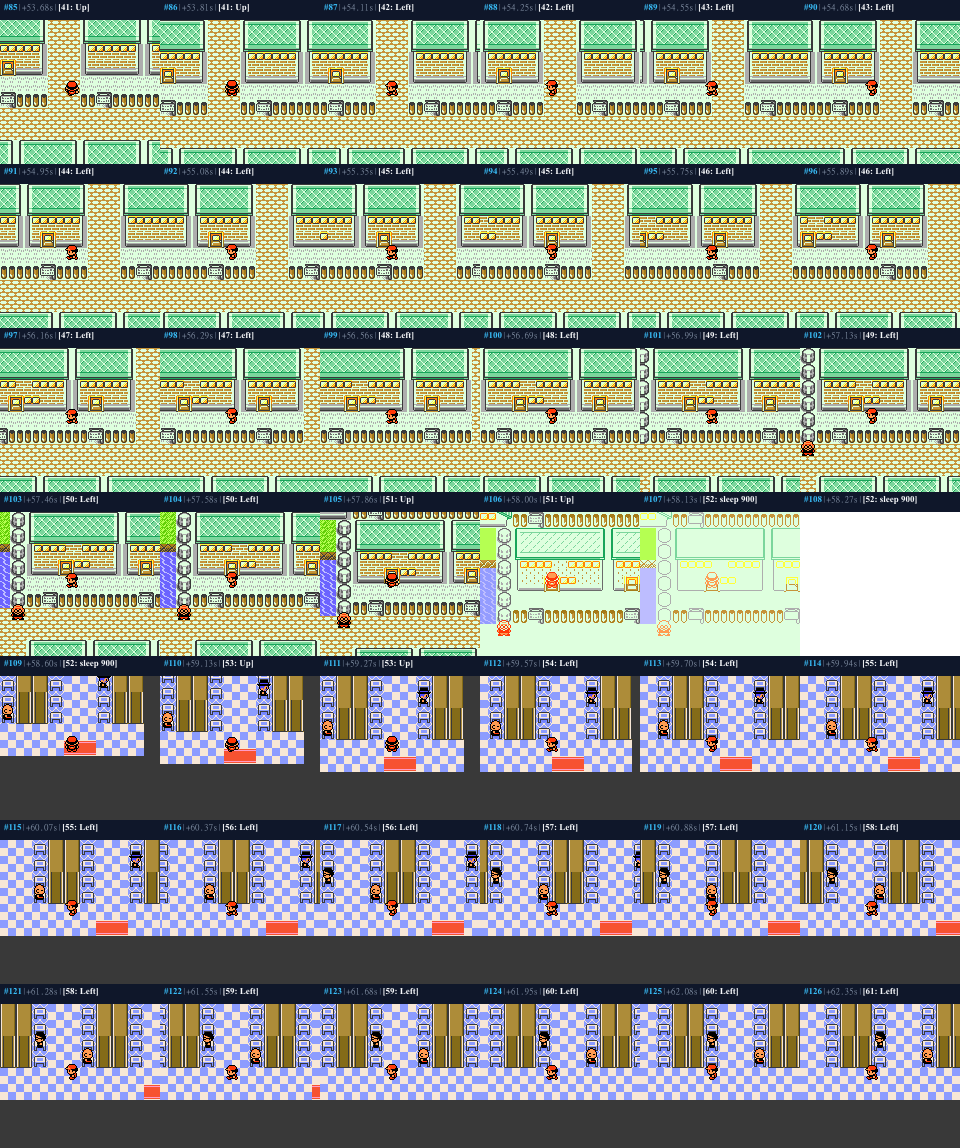 #85|+53.68s|[41: Up] #86|+53.81s|[41: Up] #87|+54.11s|[42: Left] #88|+54.25s|[42: Left] #89|+54.55s|[43: Left] #90|+54.68s|[43: Left]
#91|+54.95s|[44: Left] #92|+55.08s|[44: Left] #93|+55.35s|[45: Left] #94|+55.49s|[45: Left] #95|+55.75s|[46: Left] #96|+55.89s|[46: Left]
#97|+56.16s|[47: Left] #98|+56.29s|[47: Left] #99|+56.56s|[48: Left] #100|+56.69s|[48: Left] #101|+56.99s|[49: Left] #102|+57.13s|[49: Left]
#103|+57.46s|[50: Left] #104|+57.58s|[50: Left] #105|+57.86s|[51: Up] #106|+58.00s|[51: Up] #107|+58.13s|[52: sleep 900] #108|+58.27s|[52: sleep 900]
#109|+58.60s|[52: sleep 900] #110|+59.13s|[53: Up] #111|+59.27s|[53: Up] #112|+59.57s|[54: Left] #113|+59.70s|[54: Left] #114|+59.94s|[55: Left]
#115|+60.07s|[55: Left] #116|+60.37s|[56: Left] #117|+60.54s|[56: Left] #118|+60.74s|[57: Left] #119|+60.88s|[57: Left] #120|+61.15s|[58: Left]
#121|+61.28s|[58: Left] #122|+61.55s|[59: Left] #123|+61.68s|[59: Left] #124|+61.95s|[60: Left] #125|+62.08s|[60: Left] #126|+62.35s|[61: Left]